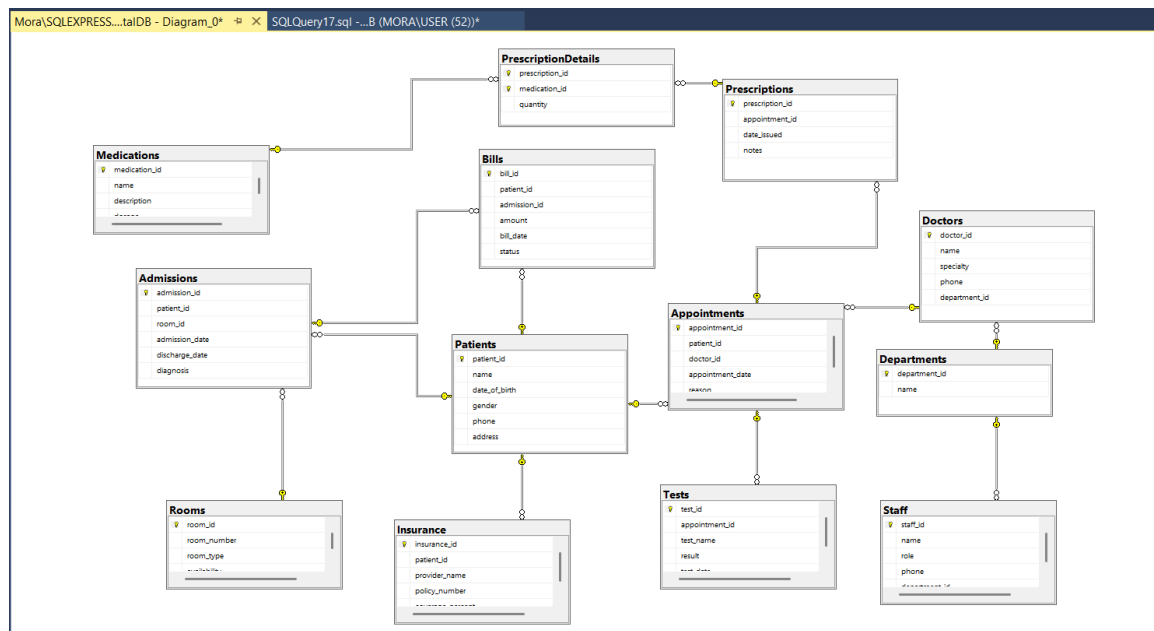 Mora\SQLEXPRESS....talDB - Diagram_0*
SQLQuery17.sql -...B (MORA\USER (52))*
PrescriptionDetails
prescription_id
medication_id
quantity
Prescriptions
prescription_id
appointment_id
date_issued
notes
Medications
medication_id
name
description
Bills
bill_id
patient_id
admission_id
amount
bill_date
status
Doctors
doctor_id
name
specialty
phone
department_id
Admissions
admission_id
patient_id
room_id
admission_date
discharge_date
diagnosis
Patients
patient_id
name
date_of_birth
gender
phone
address
Appointments
appointment_id
patient_id
doctor_id
appointment_date
reason
Departments
department_id
name
Rooms
room_id
room_number
room_type
Insurance
insurance_id
patient_id
provider_name
policy_number
Tests
test_id
appointment_id
test_name
result
test_date
Staff
staff_id
name
role
phone
department_id